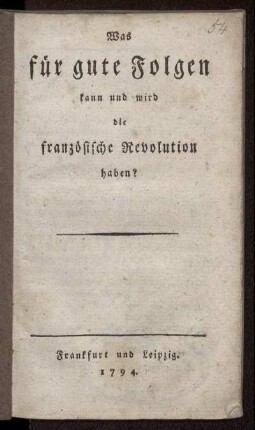 54
Was
für gute Folgen
kann und wird
die
französische Revolution
haben?
Frankfurt und Leipzig.
1794.